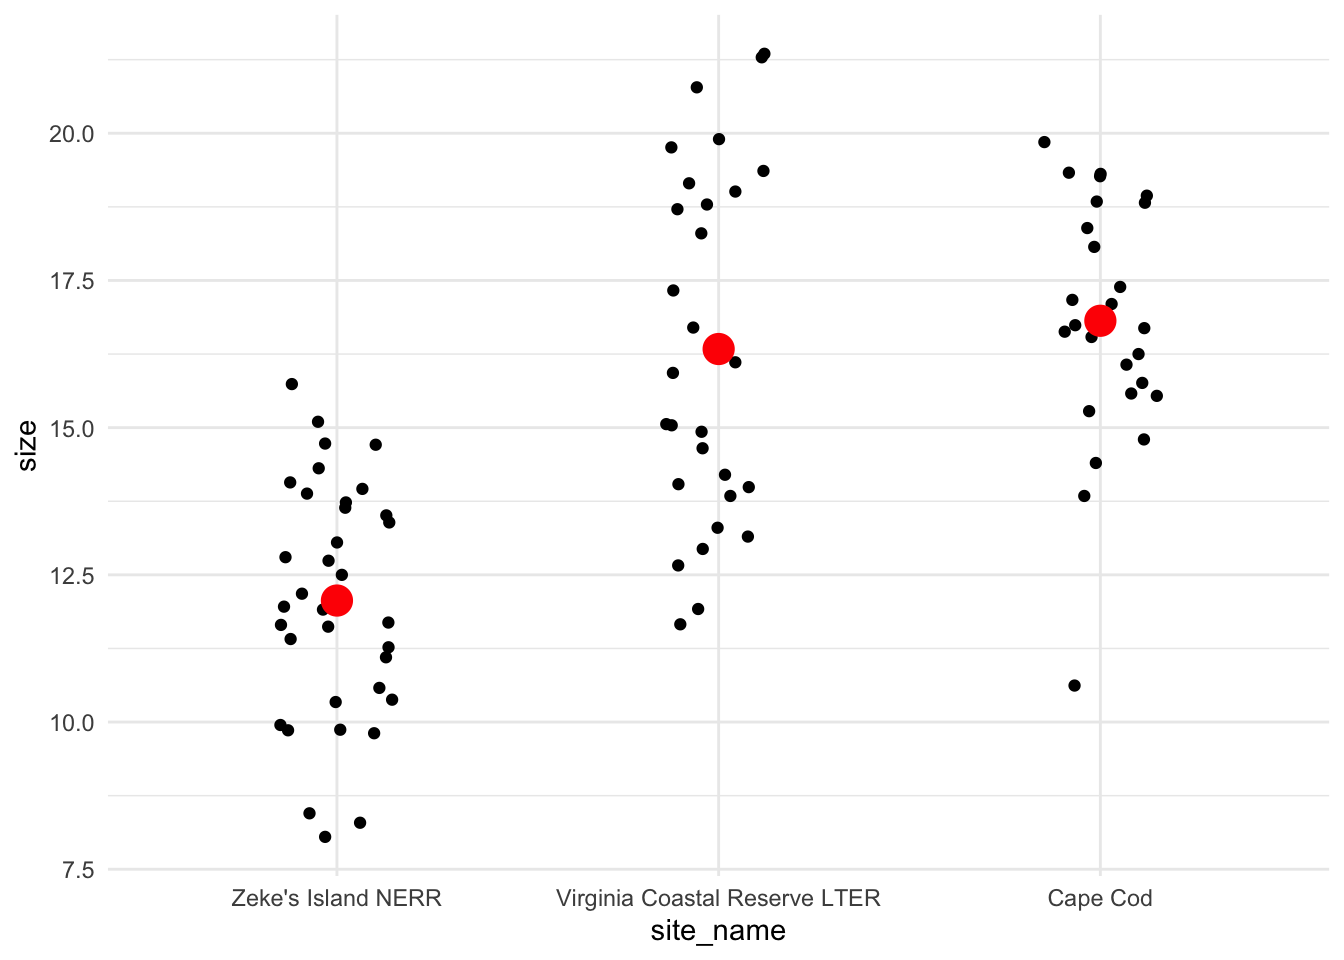 20.0
17.5
15.0
12.5
10.0
7.5
size
Zeke's Island NERR
Virginia Coastal Reserve LTER
Cape Cod
site_name